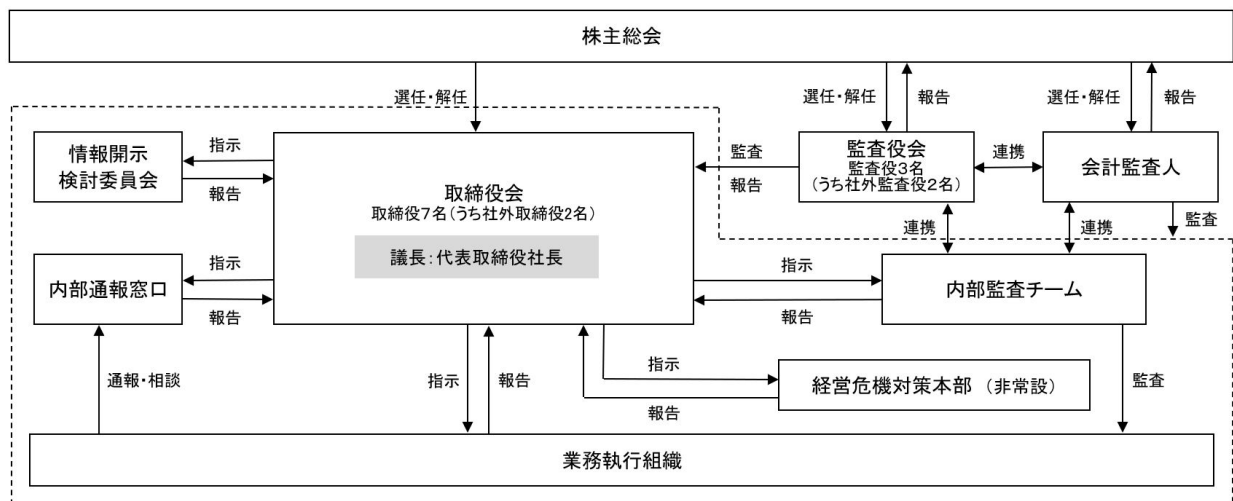 株主総会
選任・解任
選任・解任
報告
選任・解任
報告
情報開示
検討委員会
指示
報告
取締役会
取締役7名(うち社外取締役2名)
議長:代表取締役社長
監査
報告
監査役会
監査役3名
(うち社外監査役2名)
連携
会計監査人
連携
連携
監査
内部通報窓口
指示
報告
指示
報告
内部監査チーム
通報・相談
指示
報告
指示
報告
経営危機対策本部 (非常設)
監査
業務執行組織